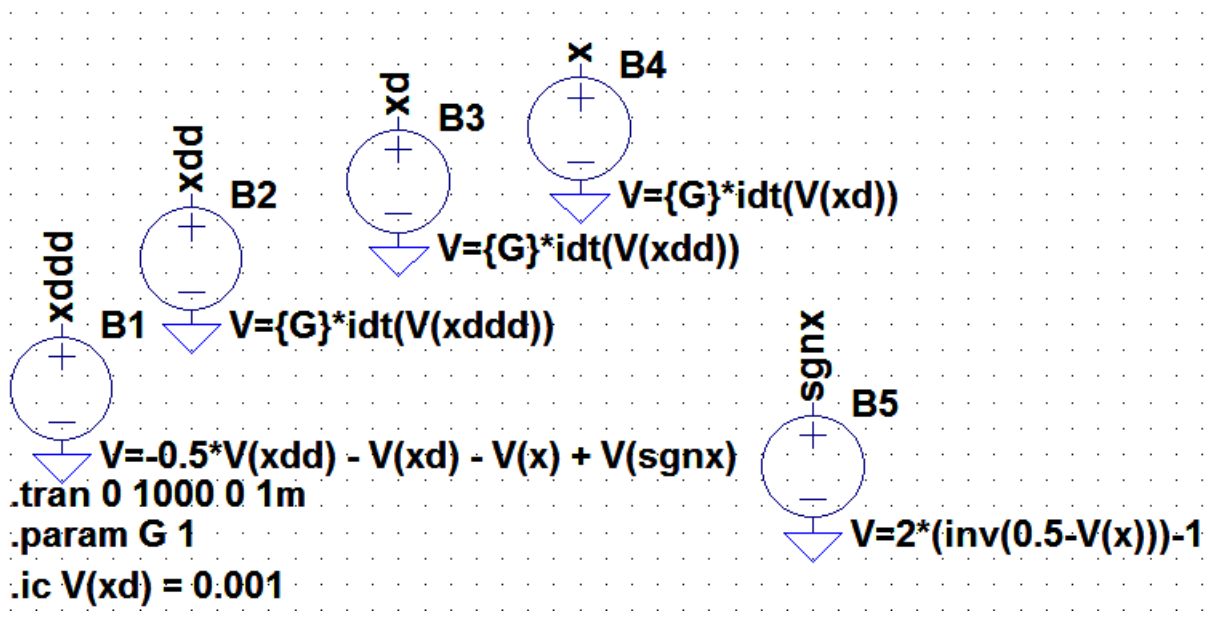 x
B4
xd
B3
V={G}*idt(V(xd))
xdd
B2
V={G}*idt(V(xdd))
xddd
B1
V={G}*idt(V(xddd))
sgnx
B5
V=-0.5*V(xdd) - V(xd) - V(x) + V(sgnx)
.tran 0 1000 0 1m
V=2*(inv(0.5-V(x)))-1
.param G 1
.ic V(xd) = 0.001